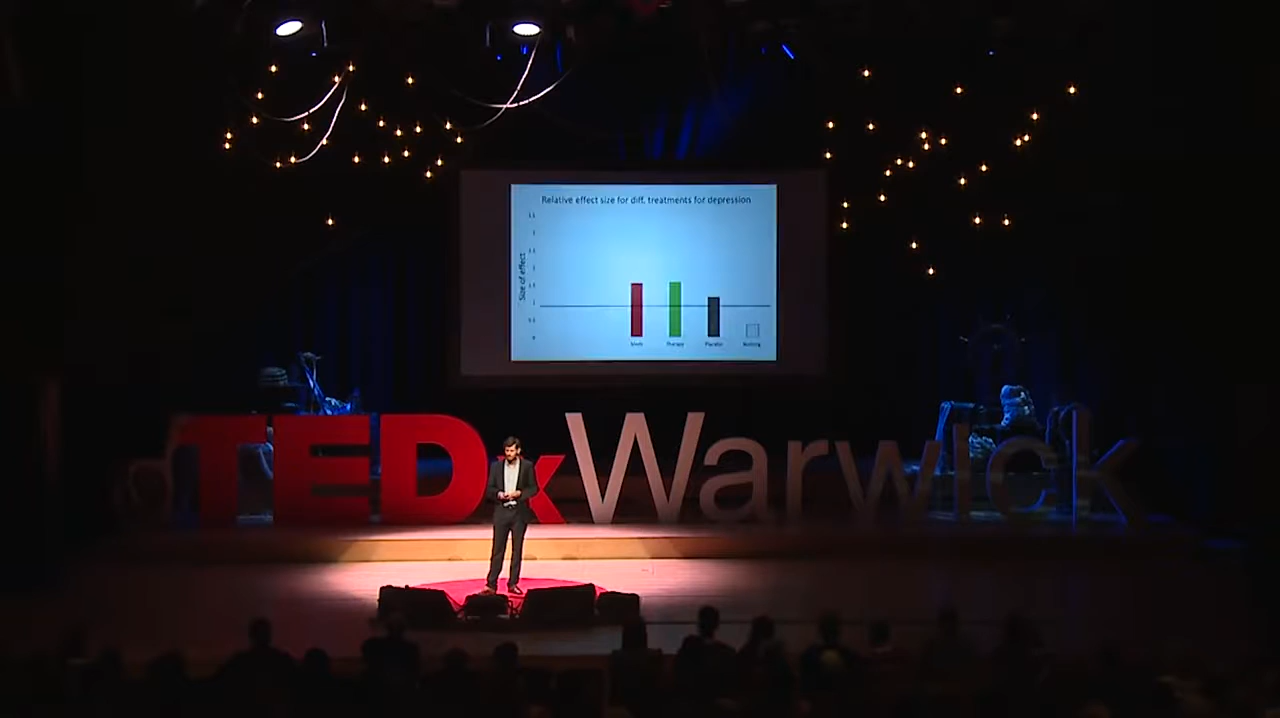 Relative effect size for diff. treatments for depression
Size of effect
Meds
Therapy
Placebo
Nothing
TEDxWarwick